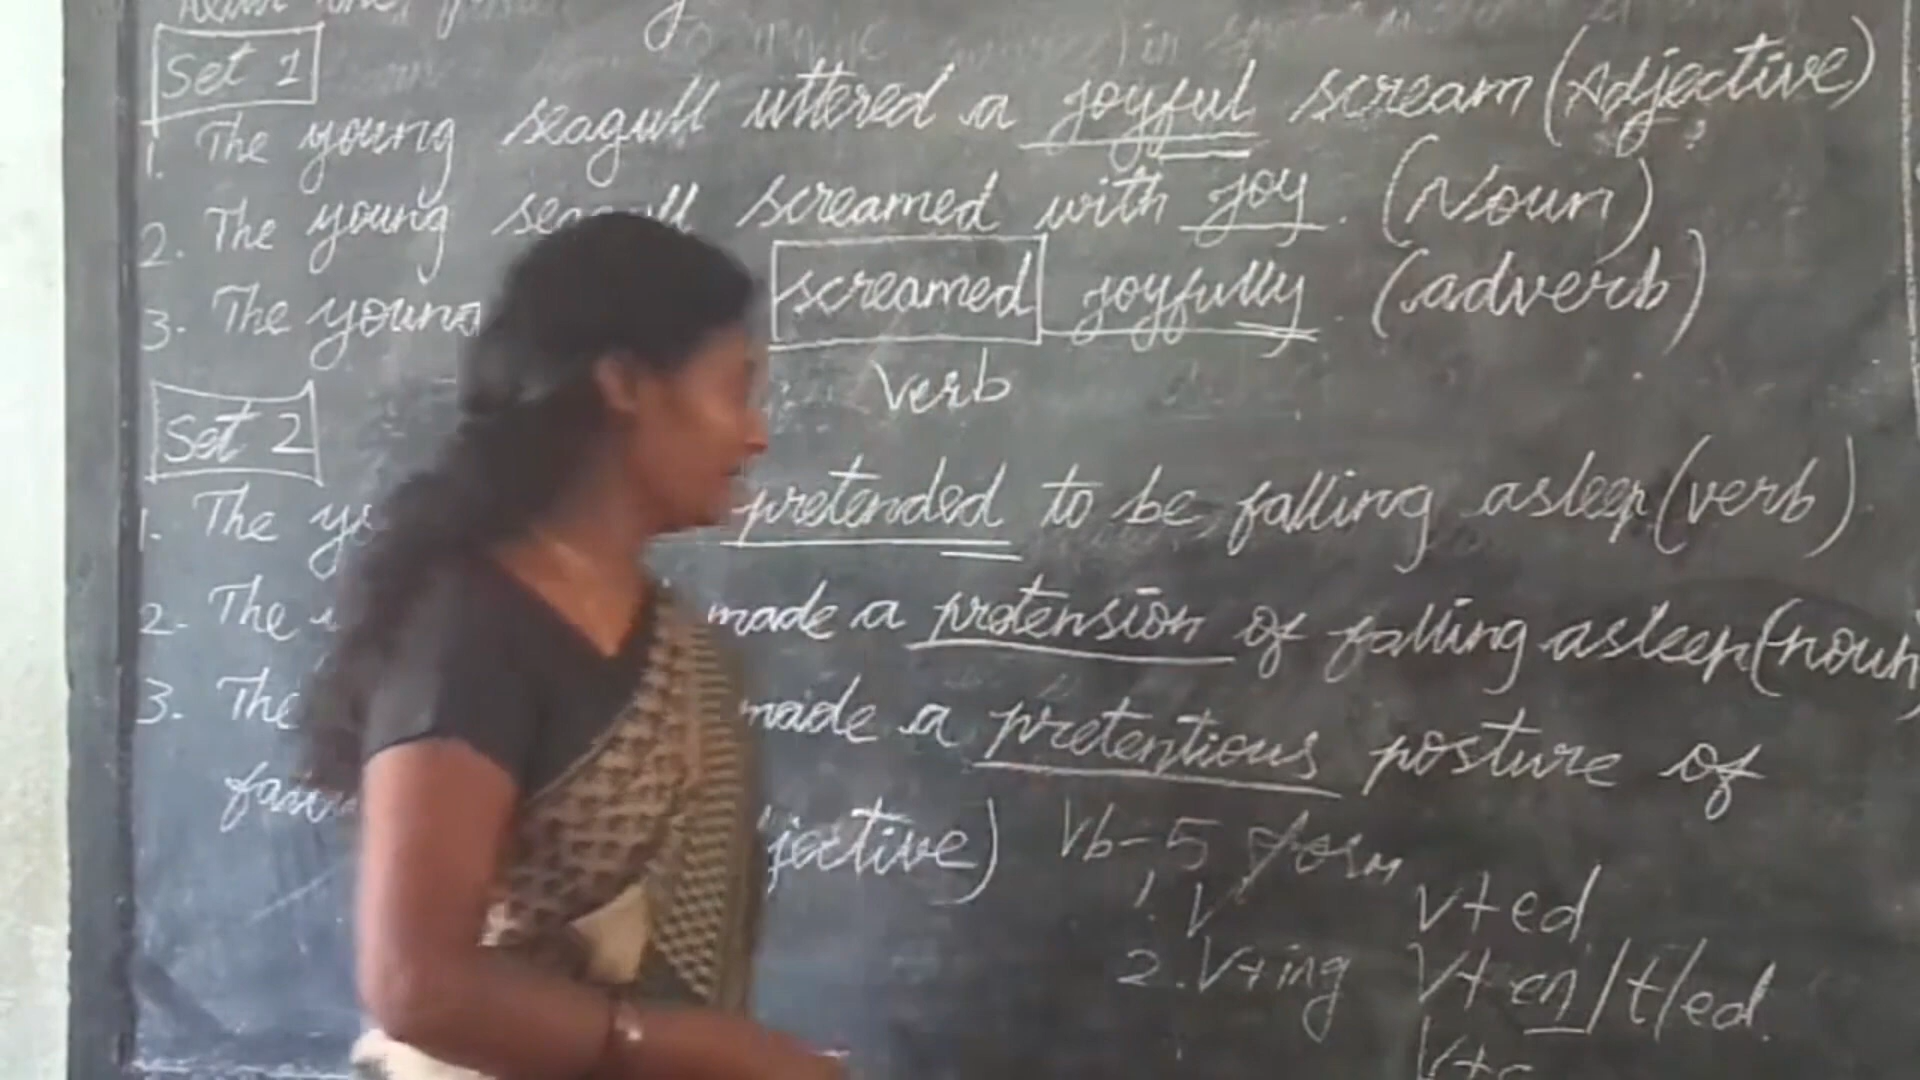 Set 1
1. The young seagull uttered a joyful scream (Adjective)
2. The young seagull screamed with joy. (Noun)
3. The young screamed joyfully (adverb)
Verb
Set 2
1. The pretended to be falling asleep (verb)
2. The made a pretension of falling asleep (noun)
3. The made a pretentious posture of
jective) Vb-5 form
1. V V+ed
2. V+ing V+en/t/ed.